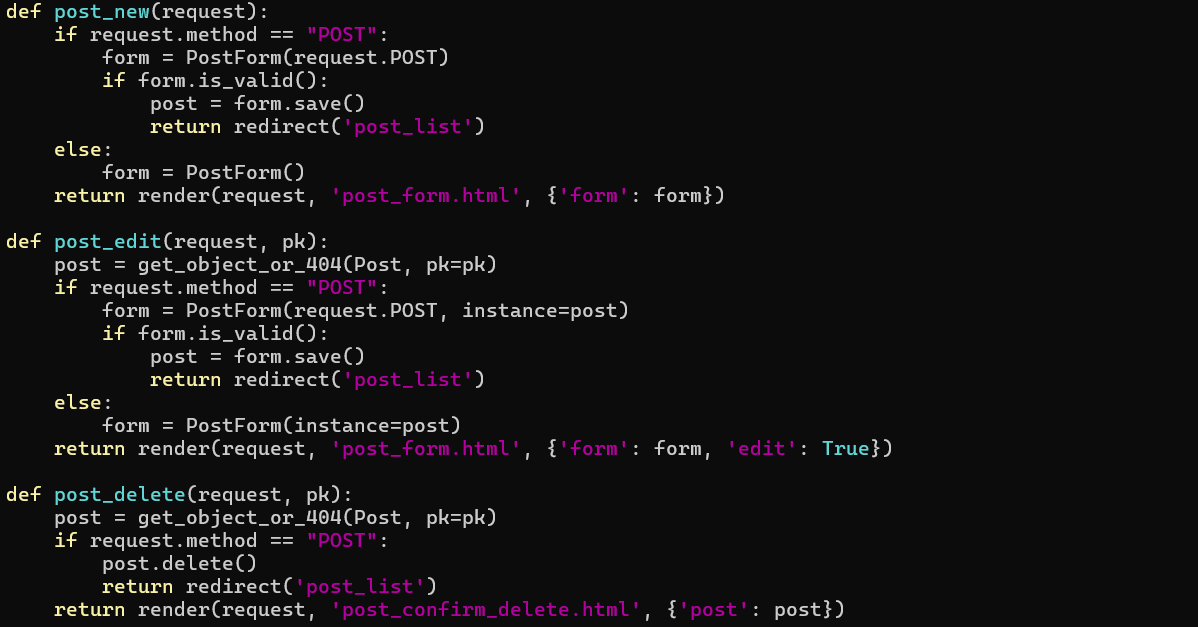 def post_new(request):
    if request.method == "POST":
        form = PostForm(request.POST)
        if form.is_valid():
            post = form.save()
            return redirect('post_list')
    else:
        form = PostForm()
    return render(request, 'post_form.html', {'form': form})

def post_edit(request, pk):
    post = get_object_or_404(Post, pk=pk)
    if request.method == "POST":
        form = PostForm(request.POST, instance=post)
        if form.is_valid():
            post = form.save()
            return redirect('post_list')
    else:
        form = PostForm(instance=post)
    return render(request, 'post_form.html', {'form': form, 'edit': True})

def post_delete(request, pk):
    post = get_object_or_404(Post, pk=pk)
    if request.method == "POST":
        post.delete()
        return redirect('post_list')
    return render(request, 'post_confirm_delete.html', {'post': post})